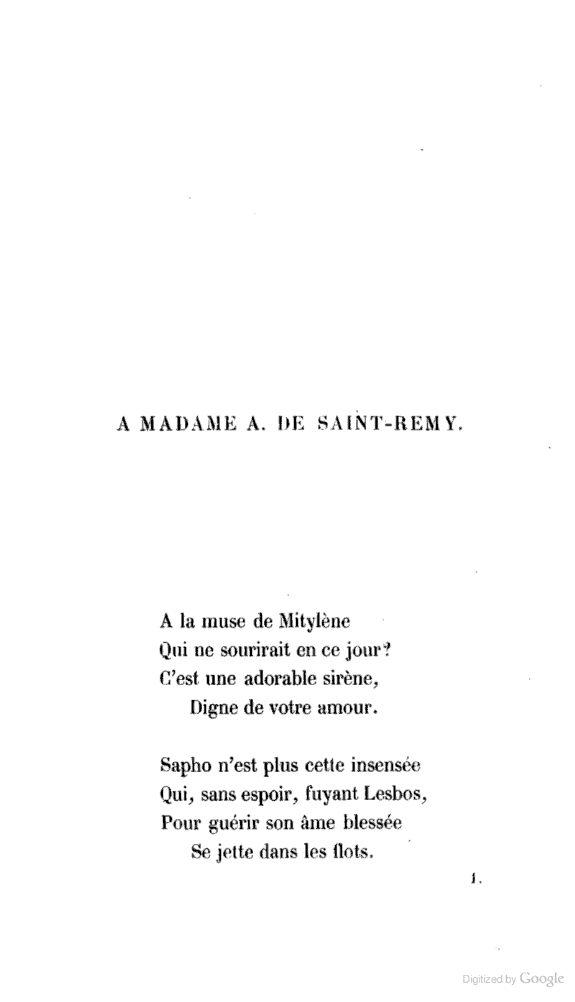 A MADAME A. DE SAINT-REMY.
A la muse de Mitylène
Qui ne sourirait en ce jour?
C'est une adorable sirène,
Digne de votre amour.
Sapho n'est plus cette insensée
Qui, sans espoir, fuyant Lesbos,
Pour guérir son âme blessée
Se jette dans les flots.
1.
Digitized by Google